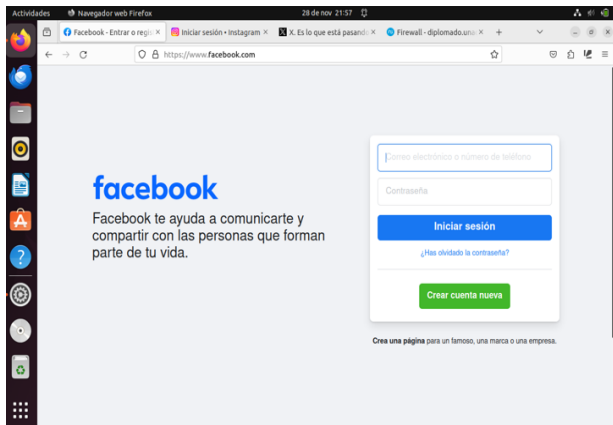 Actividades
Navegador web Firefox
28 de nov 21:57
Facebook - Entrar o regis
Iniciar sesión • Instagram
X. Es lo que está pasando
Firewall - diplomado.una
https://www.facebook.com
facebook
Facebook te ayuda a comunicarte y
compartir con las personas que forman
parte de tu vida.
Correo electrónico o número de teléfono
Contraseña
Iniciar sesión
¿Has olvidado la contraseña?
Crear cuenta nueva
Crea una página para un famoso, una marca o una empresa.